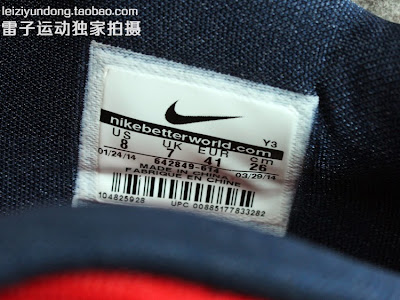 leiziyundong.taobao.com
雷子运动独家拍摄
nikebetterworld.com
Y3
US UK EUR cm
8 7 41 26
01/24/14 03/29/14
642849-614
MADE IN CHINA
FABRIQUE EN CHINE
104825928 UPC 00885177833282